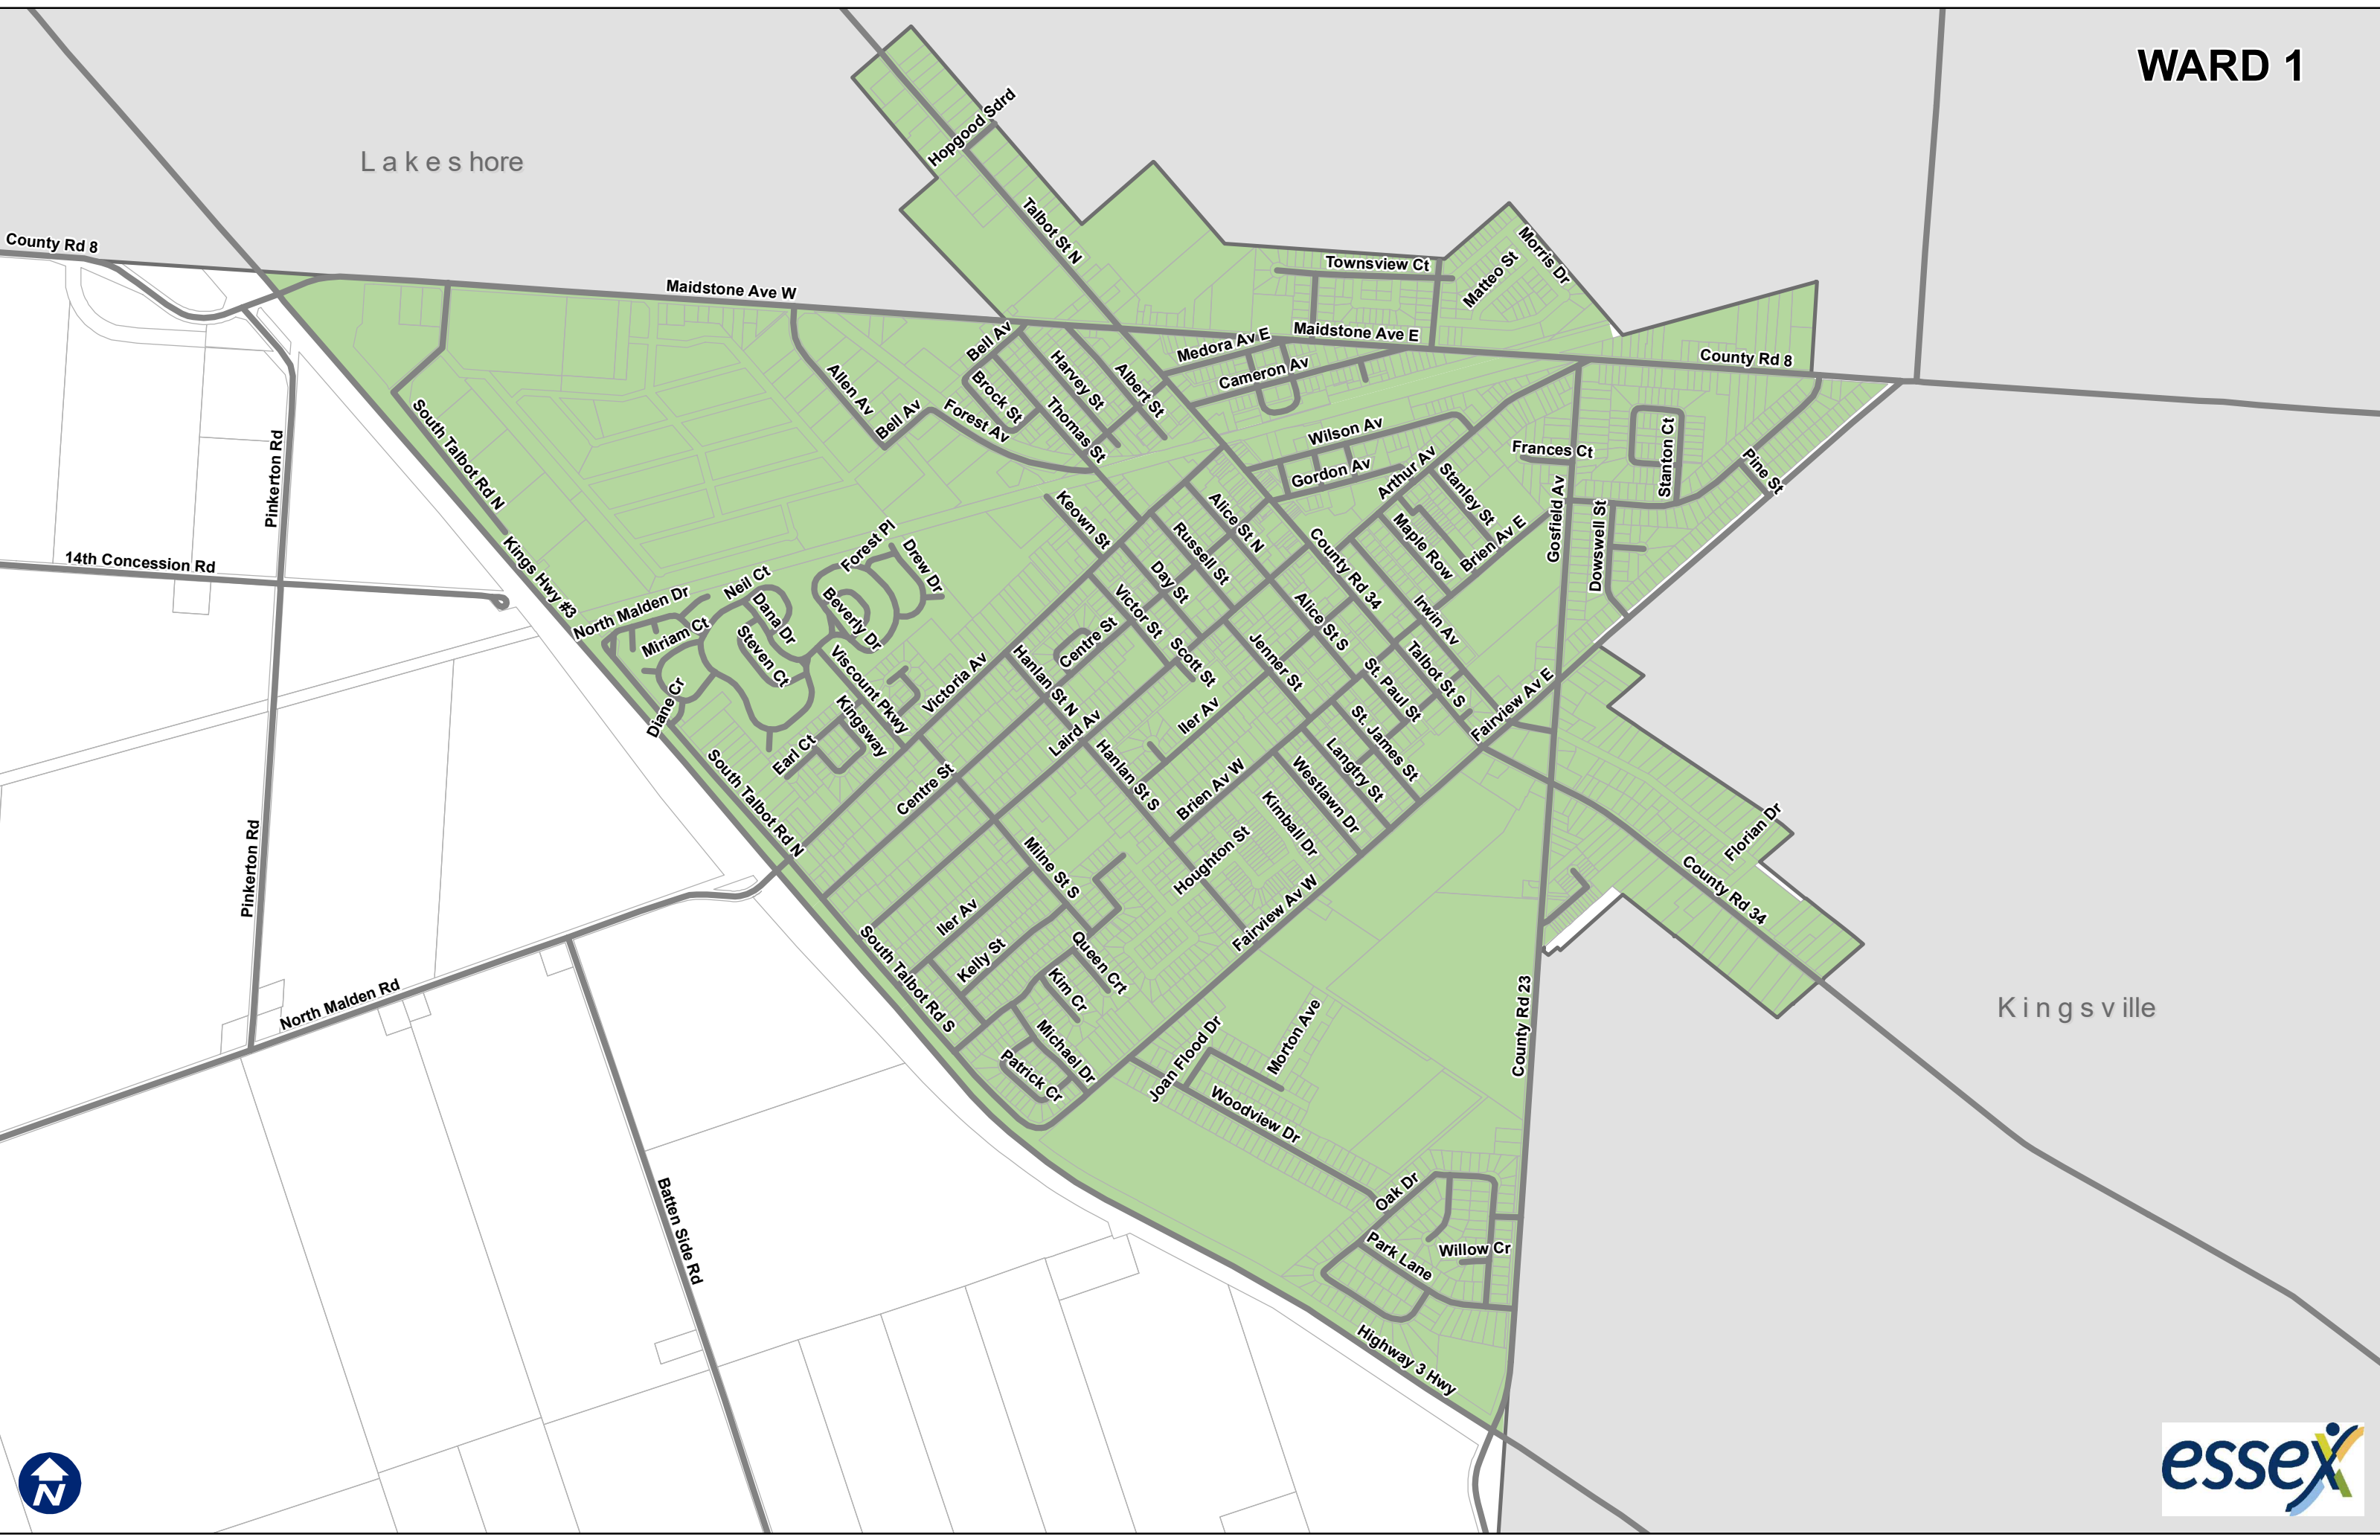 WARD 1
Hopgood Sdrd
Lakeshore
Talbot St N
Morris Dr
County Rd 8
Townsview Ct
Matteo St
Maidstone Ave W
Maidstone Ave E
Medora Av E
County Rd 8
Bell Av
Harvey St
Albert St
Cameron Av
Allen Av
Brock St
Bell Av
Forest Av
Thomas St
Wilson Av
South Talbot Rd N
Pinkerton Rd
Gordon Av
Arthur Av
Stanley St
Frances Ct
Stanton Ct
Pine St
Keown St
Alice St N
Russell St
Maple Row
Brien Av E
Gosfield Av
Dowswell St
14th Concession Rd
Kings Hwy #3
Forest Pl
Drew Dr
County Rd 34
Day St
Neil Ct
North Malden Dr
Dana Dr
Beverly Dr
Victor St
Alice St S
Irwin Av
Miriam Ct
Steven Ct
Centre St
Scott St
Jenner St
Viscount Pkwy
Victoria Av
Hanlan St N
St. Paul St
Talbot St S
Diane Cr
Kingsway
Iler Av
Fairview Av E
Laird Av
St. James St
Earl Ct
South Talbot Rd N
Centre St
Hanlan St S
Brien Av W
Langtry St
Westlawn Dr
Kimball Dr
Florian Dr
Pinkerton Rd
Milne St S
Houghton St
County Rd 34
Iler Av
Fairview Av W
South Talbot Rd S
Kelly St
Queen Crt
Kim Cr
North Malden Rd
County Rd 23
Kingsville
Michael Dr
Patrick Cr
Joan Flood Dr
Morton Ave
Woodview Dr
Batten Side Rd
Oak Dr
Park Lane
Willow Cr
Highway 3 Hwy
N
essex